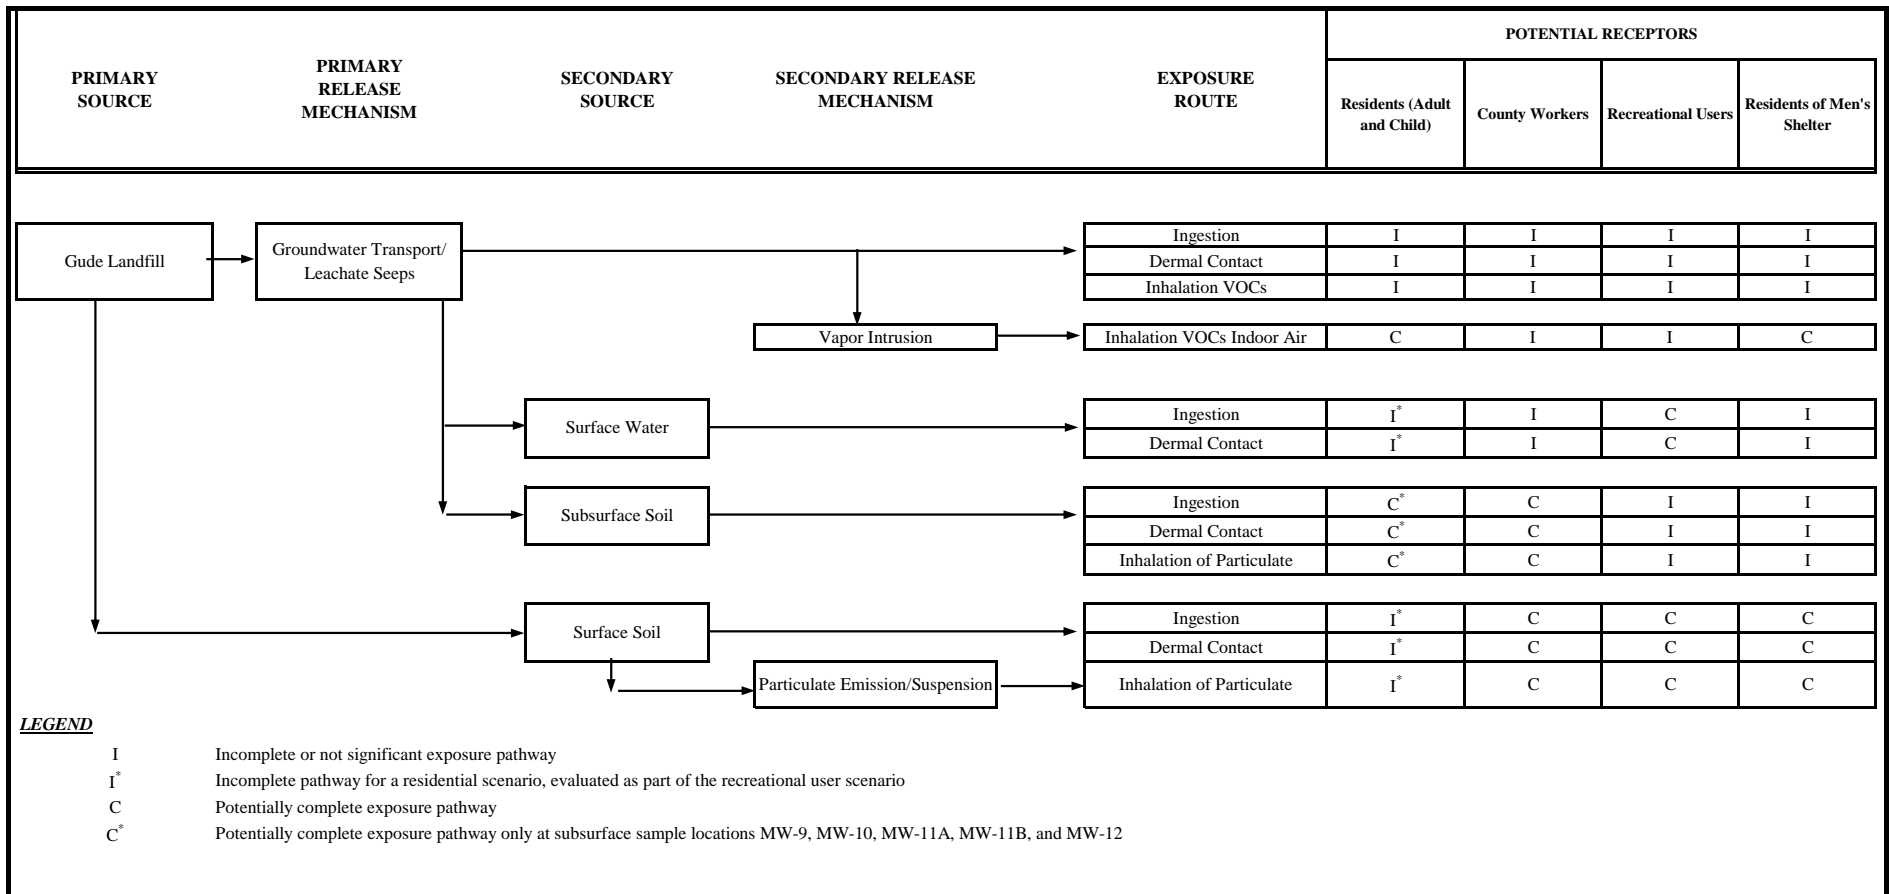 POTENTIAL RECEPTORS
PRIMARY
SOURCE
PRIMARY
RELEASE
MECHANISM
SECONDARY
SOURCE
SECONDARY RELEASE
MECHANISM
EXPOSURE
ROUTE
Residents (Adult
and Child)
County Workers
Recreational Users
Residents of Men's
Shelter
Gude Landfill
Groundwater Transport/
Leachate Seeps
Ingestion I I I I
Dermal Contact I I I I
Inhalation VOCs I I I I
Vapor Intrusion Inhalation VOCs Indoor Air C I I C
Surface Water
Ingestion I* I C I
Dermal Contact I* I C I
Subsurface Soil
Ingestion C* C I I
Dermal Contact C* C I I
Inhalation of Particulate C* C I I
Surface Soil
Ingestion I* C C C
Dermal Contact I* C C C
Particulate Emission/Suspension Inhalation of Particulate I* C C C
LEGEND
I Incomplete or not significant exposure pathway
I* Incomplete pathway for a residential scenario, evaluated as part of the recreational user scenario
C Potentially complete exposure pathway
C* Potentially complete exposure pathway only at subsurface sample locations MW-9, MW-10, MW-11A, MW-11B, and MW-12